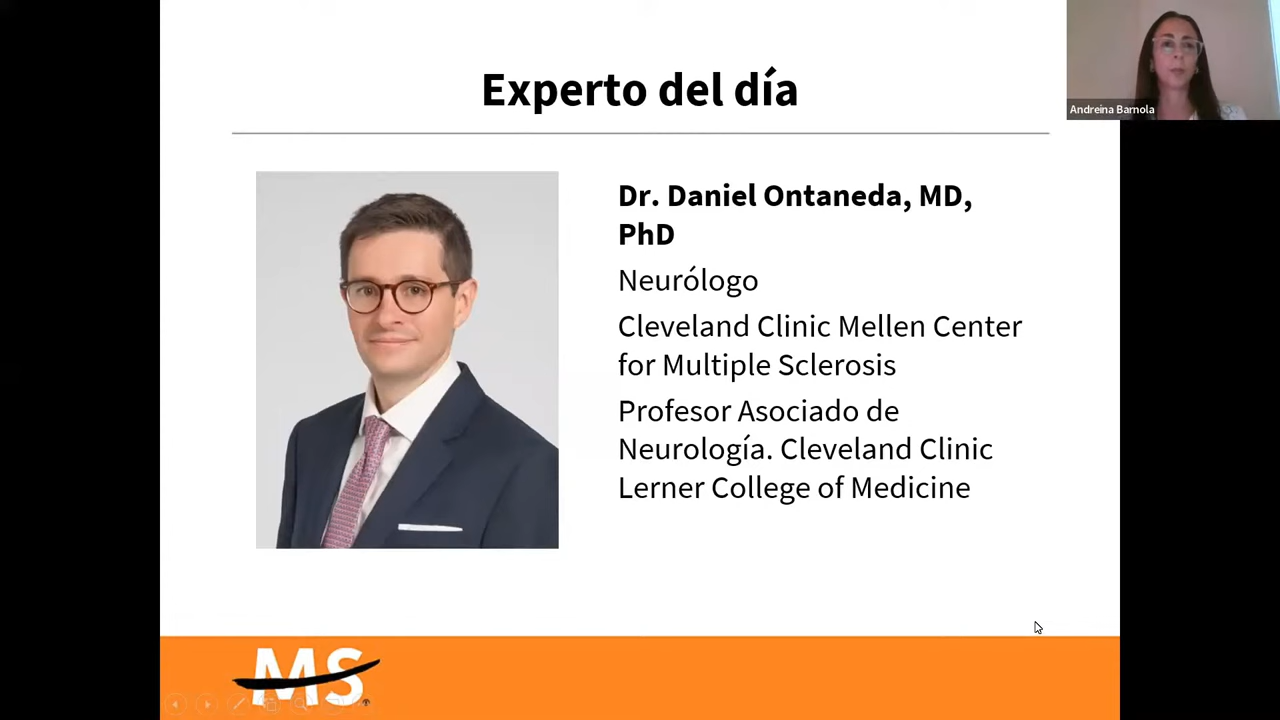 Experto del día
Andreina Barnola
Dr. Daniel Ontaneda, MD,
PhD
Neurólogo
Cleveland Clinic Mellen Center
for Multiple Sclerosis
Profesor Asociado de
Neurología. Cleveland Clinic
Lerner College of Medicine
MS